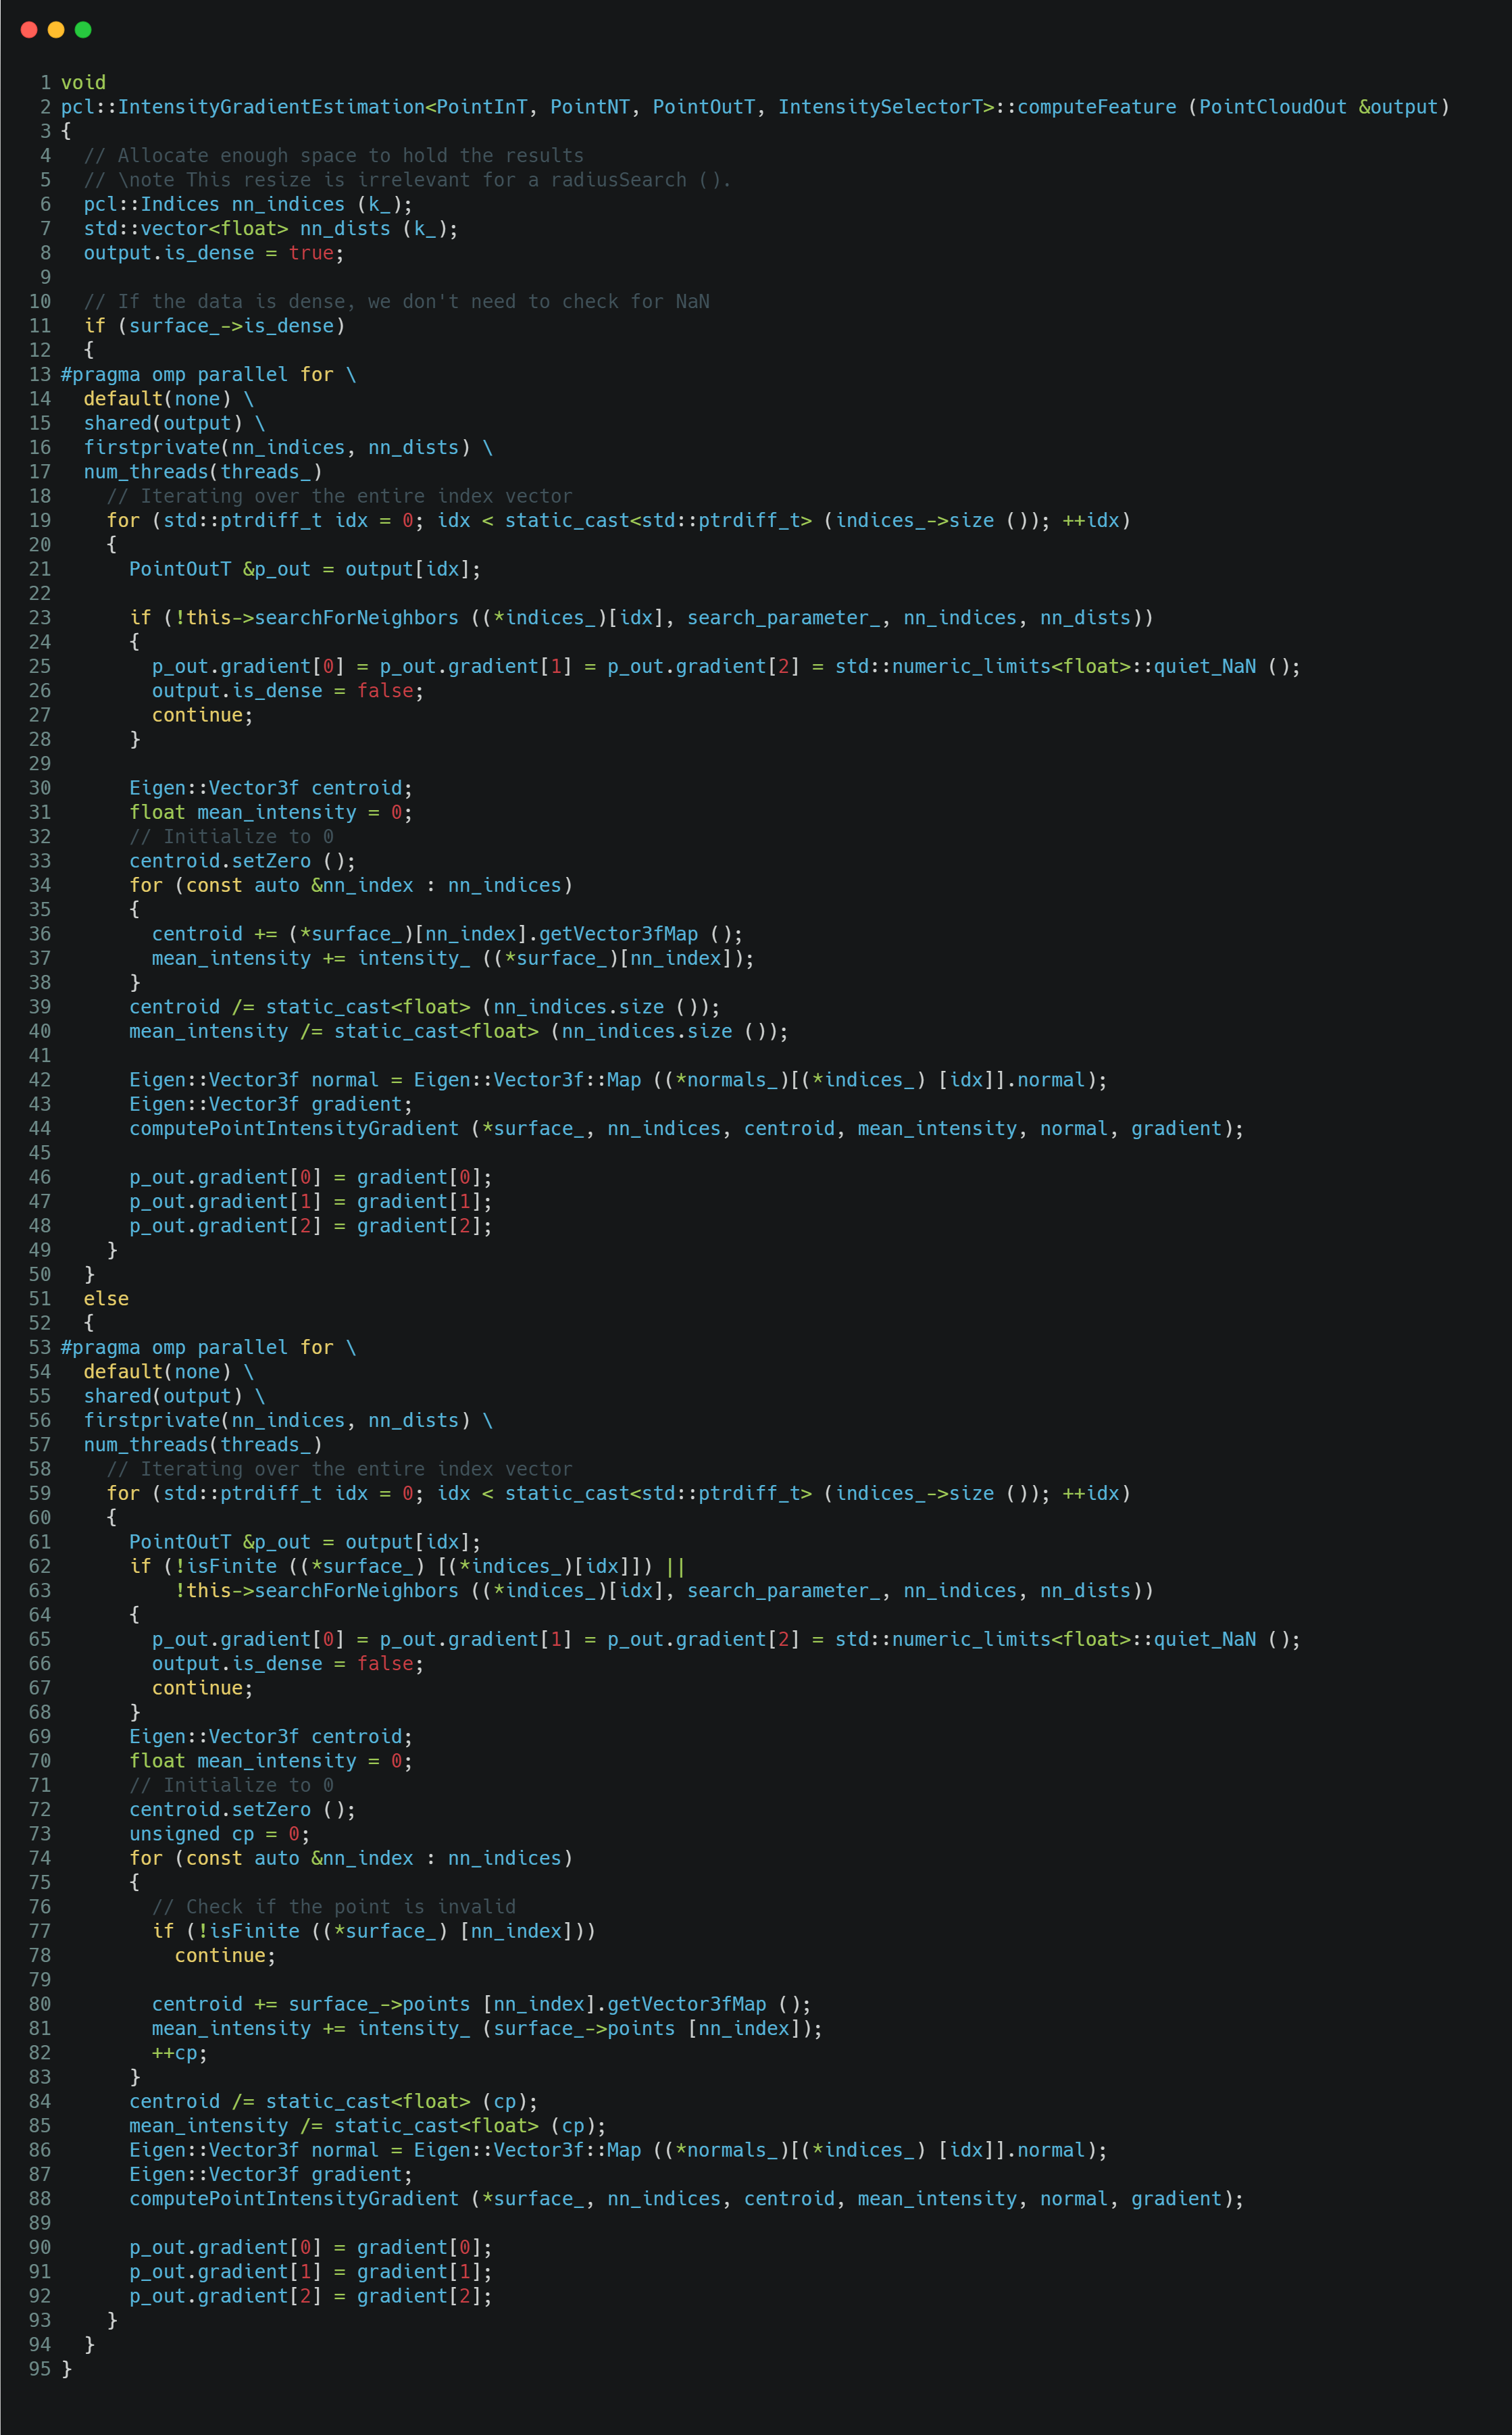 1 void
2 pcl::IntensityGradientEstimation<PointInT, PointNT, PointOutT, IntensitySelectorT>::computeFeature (PointCloudOut &output)
3 {
4   // Allocate enough space to hold the results
5   // \note This resize is irrelevant for a radiusSearch ().
6   pcl::Indices nn_indices (k_);
7   std::vector<float> nn_dists (k_);
8   output.is_dense = true;
9
10   // If the data is dense, we don't need to check for NaN
11   if (surface_->is_dense)
12   {
13 #pragma omp parallel for \
14   default(none) \
15   shared(output) \
16   firstprivate(nn_indices, nn_dists) \
17   num_threads(threads_)
18     // Iterating over the entire index vector
19     for (std::ptrdiff_t idx = 0; idx < static_cast<std::ptrdiff_t> (indices_->size ()); ++idx)
20     {
21       PointOutT &p_out = output[idx];
22
23       if (!this->searchForNeighbors ((*indices_)[idx], search_parameter_, nn_indices, nn_dists))
24       {
25         p_out.gradient[0] = p_out.gradient[1] = p_out.gradient[2] = std::numeric_limits<float>::quiet_NaN ();
26         output.is_dense = false;
27         continue;
28       }
29
30       Eigen::Vector3f centroid;
31       float mean_intensity = 0;
32       // Initialize to 0
33       centroid.setZero ();
34       for (const auto &nn_index : nn_indices)
35       {
36         centroid += (*surface_)[nn_index].getVector3fMap ();
37         mean_intensity += intensity_ ((*surface_)[nn_index]);
38       }
39       centroid /= static_cast<float> (nn_indices.size ());
40       mean_intensity /= static_cast<float> (nn_indices.size ());
41
42       Eigen::Vector3f normal = Eigen::Vector3f::Map ((*normals_)[(*indices_) [idx]].normal);
43       Eigen::Vector3f gradient;
44       computePointIntensityGradient (*surface_, nn_indices, centroid, mean_intensity, normal, gradient);
45
46       p_out.gradient[0] = gradient[0];
47       p_out.gradient[1] = gradient[1];
48       p_out.gradient[2] = gradient[2];
49     }
50   }
51   else
52   {
53 #pragma omp parallel for \
54   default(none) \
55   shared(output) \
56   firstprivate(nn_indices, nn_dists) \
57   num_threads(threads_)
58     // Iterating over the entire index vector
59     for (std::ptrdiff_t idx = 0; idx < static_cast<std::ptrdiff_t> (indices_->size ()); ++idx)
60     {
61       PointOutT &p_out = output[idx];
62       if (!isFinite ((*surface_) [(*indices_)[idx]]) ||
63           !this->searchForNeighbors ((*indices_)[idx], search_parameter_, nn_indices, nn_dists))
64       {
65         p_out.gradient[0] = p_out.gradient[1] = p_out.gradient[2] = std::numeric_limits<float>::quiet_NaN ();
66         output.is_dense = false;
67         continue;
68       }
69       Eigen::Vector3f centroid;
70       float mean_intensity = 0;
71       // Initialize to 0
72       centroid.setZero ();
73       unsigned cp = 0;
74       for (const auto &nn_index : nn_indices)
75       {
76         // Check if the point is invalid
77         if (!isFinite ((*surface_) [nn_index]))
78           continue;
79
80         centroid += surface_->points [nn_index].getVector3fMap ();
81         mean_intensity += intensity_ (surface_->points [nn_index]);
82         ++cp;
83       }
84       centroid /= static_cast<float> (cp);
85       mean_intensity /= static_cast<float> (cp);
86       Eigen::Vector3f normal = Eigen::Vector3f::Map ((*normals_)[(*indices_) [idx]].normal);
87       Eigen::Vector3f gradient;
88       computePointIntensityGradient (*surface_, nn_indices, centroid, mean_intensity, normal, gradient);
89
90       p_out.gradient[0] = gradient[0];
91       p_out.gradient[1] = gradient[1];
92       p_out.gradient[2] = gradient[2];
93     }
94   }
95 }